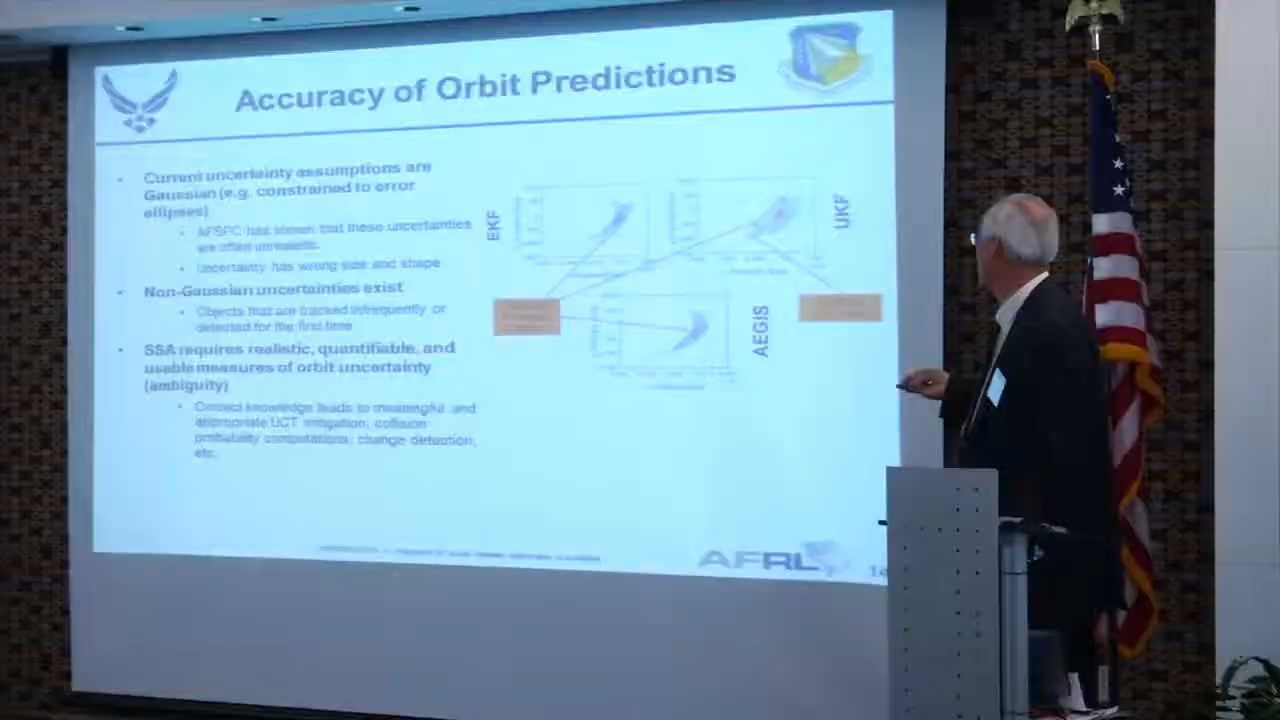 Accuracy of Orbit Predictions
Current uncertainty assumptions are
Gaussian (e.g. constrained to error
ellipses)
AFSPC has shown that these uncertainties
are often unrealistic
Uncertainty has wrong size and shape
Non-Gaussian uncertainties exist
Objects that are tracked infrequently or
detected for the first time
SSA requires realistic, quantifiable, and
usable measures of orbit uncertainty
(ambiguity)
Correct knowledge leads to meaningful and
appropriate UCT mitigation, collision
probability computations, change detection,
etc.
EKF
UKF
AEGIS
AFRL
14